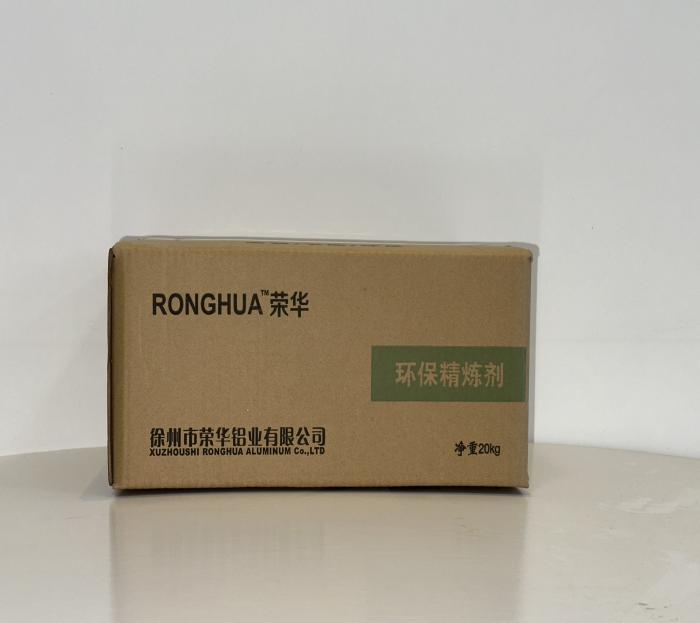 RONGHUA™荣华
环保精炼剂
徐州市荣华铝业有限公司
XUZHOUSHI RONGHUA ALUMINUM Co.,LTD
净重20kg